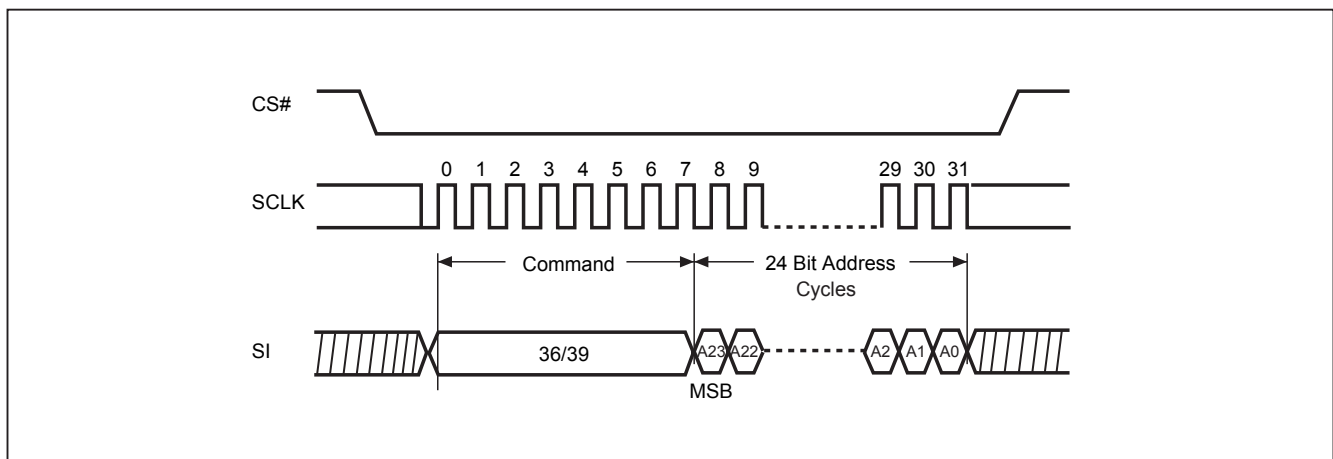 CS#
0 1 2 3 4 5 6 7 8 9 29 30 31
SCLK
Command
24 Bit Address
Cycles
SI
36/39
A23 A22 A2 A1 A0
MSB